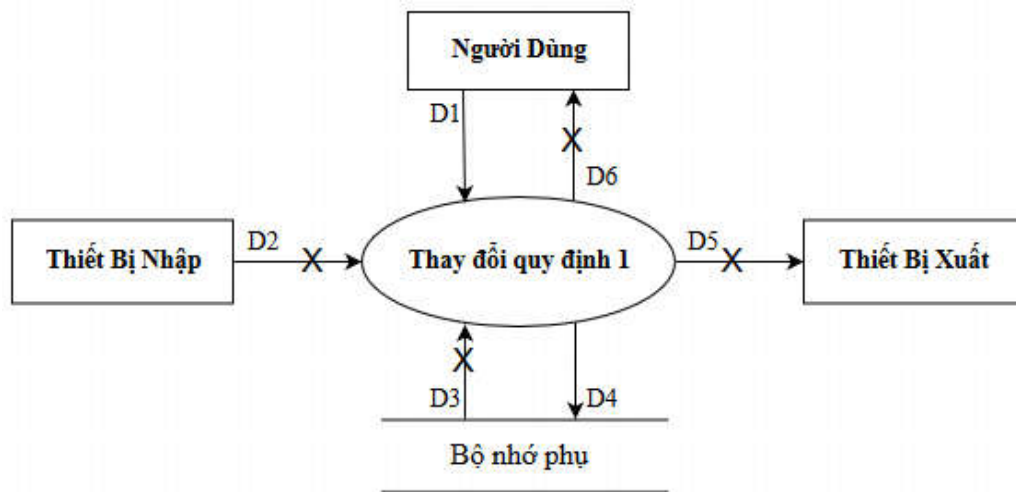 Người Dùng
D1
X
D6
Thiết Bị Nhập
D2
X
Thay đổi quy định 1
D5
X
Thiết Bị Xuất
X
D3
D4
Bộ nhớ phụ